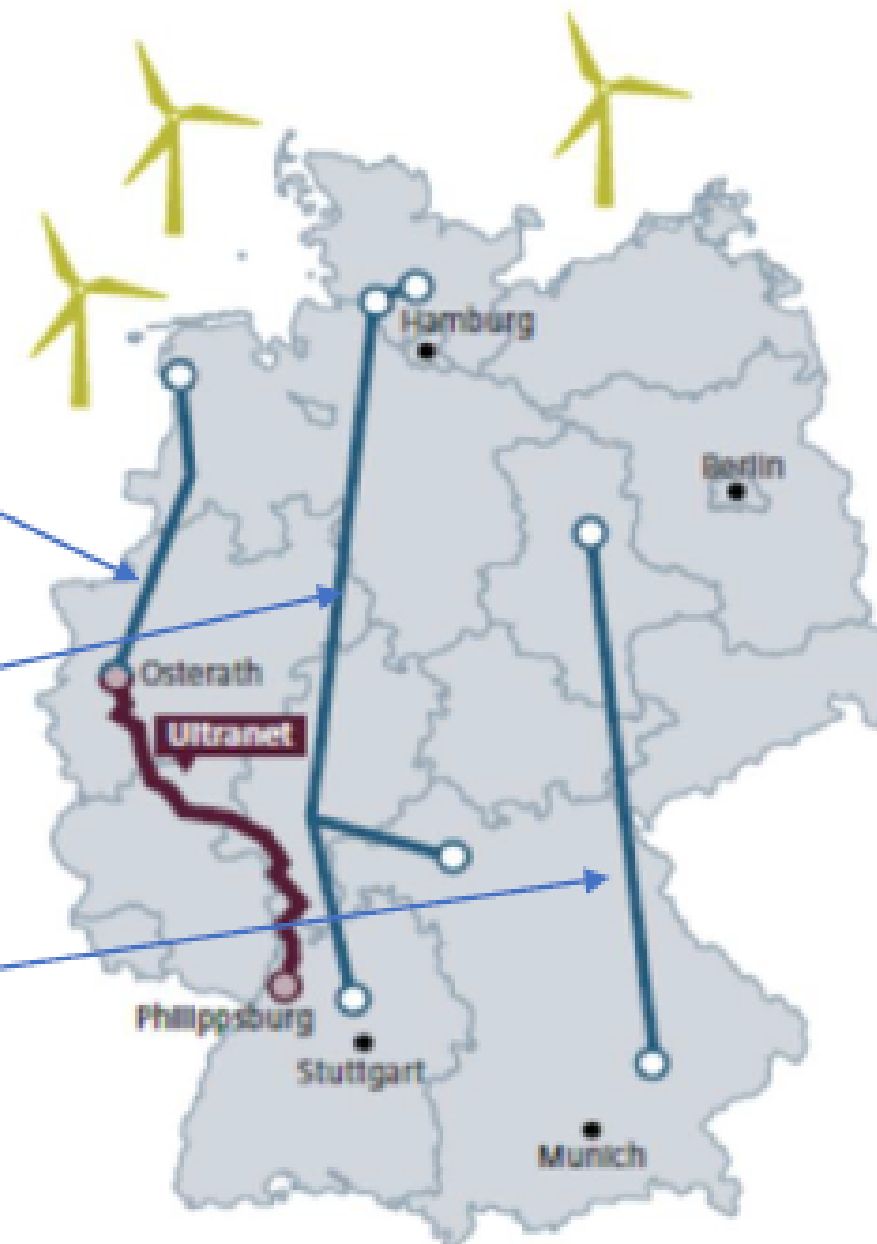 Hamburg
Berlin
Osterath
Ultranet
Philippsburg
Stuttgart
Munich